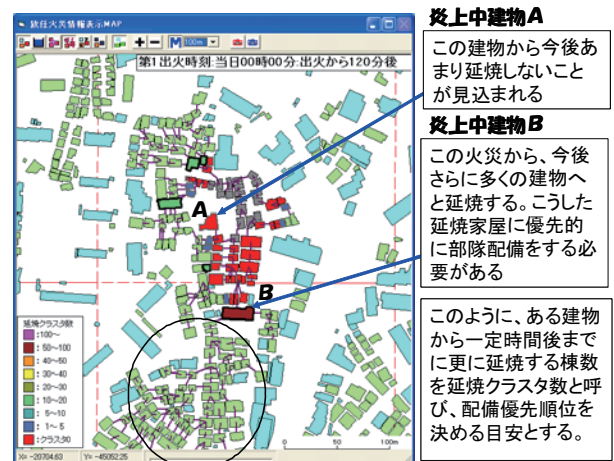 放任火災情報表示MAP
100m
第1出火時刻:当日00時00分:出火から120分後
A
B
延焼クラスタ数
:100~
:50~100
:40~50
:30~40
:20~30
:10~20
:5~10
:1~5
:クラスタ0
0 50 100m
X= -20704.63 Y= -45052.25
炎上中建物A
この建物から今後あ
まり延焼しないこと
が見込まれる
炎上中建物B
この火災から、今後
さらに多くの建物へ
と延焼する。こうした
延焼家屋に優先的
に部隊配備をする必
要がある
このように、ある建物
から一定時間後まで
に更に延焼する棟数
を延焼クラスタ数と呼
び、配備優先順位を
決める目安とする。